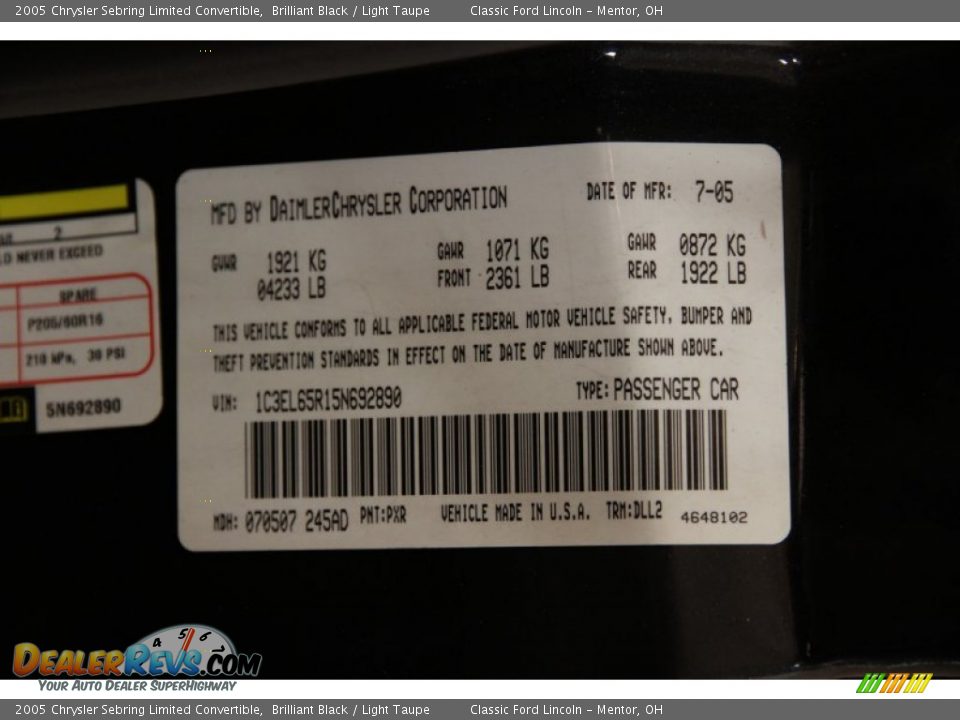 2005 Chrysler Sebring Limited Convertible, Brilliant Black / Light Taupe Classic Ford Lincoln - Mentor, OH
MFD BY DAIMLERCHRYSLER CORPORATION DATE OF MFR: 7-05
GVWR 1921 KG GAWR 1071 KG GAWR 0872 KG
04233 LB FRONT 2361 LB REAR 1922 LB
THIS VEHICLE CONFORMS TO ALL APPLICABLE FEDERAL MOTOR VEHICLE SAFETY, BUMPER AND
THEFT PREVENTION STANDARDS IN EFFECT ON THE DATE OF MANUFACTURE SHOWN ABOVE.
VIN: 1C3EL65R15N692890 TYPE: PASSENGER CAR
MDH: 070507 245AD PNT:PXR VEHICLE MADE IN U.S.A. TRM:DLL2 4648102
2
NEVER EXCEED
SPARE
P205/60R16
210 kPa, 30 PSI
5N692890
4 5 6
DEALERREVS.COM
YOUR AUTO DEALER SUPERHIGHWAY
2005 Chrysler Sebring Limited Convertible, Brilliant Black / Light Taupe Classic Ford Lincoln - Mentor, OH